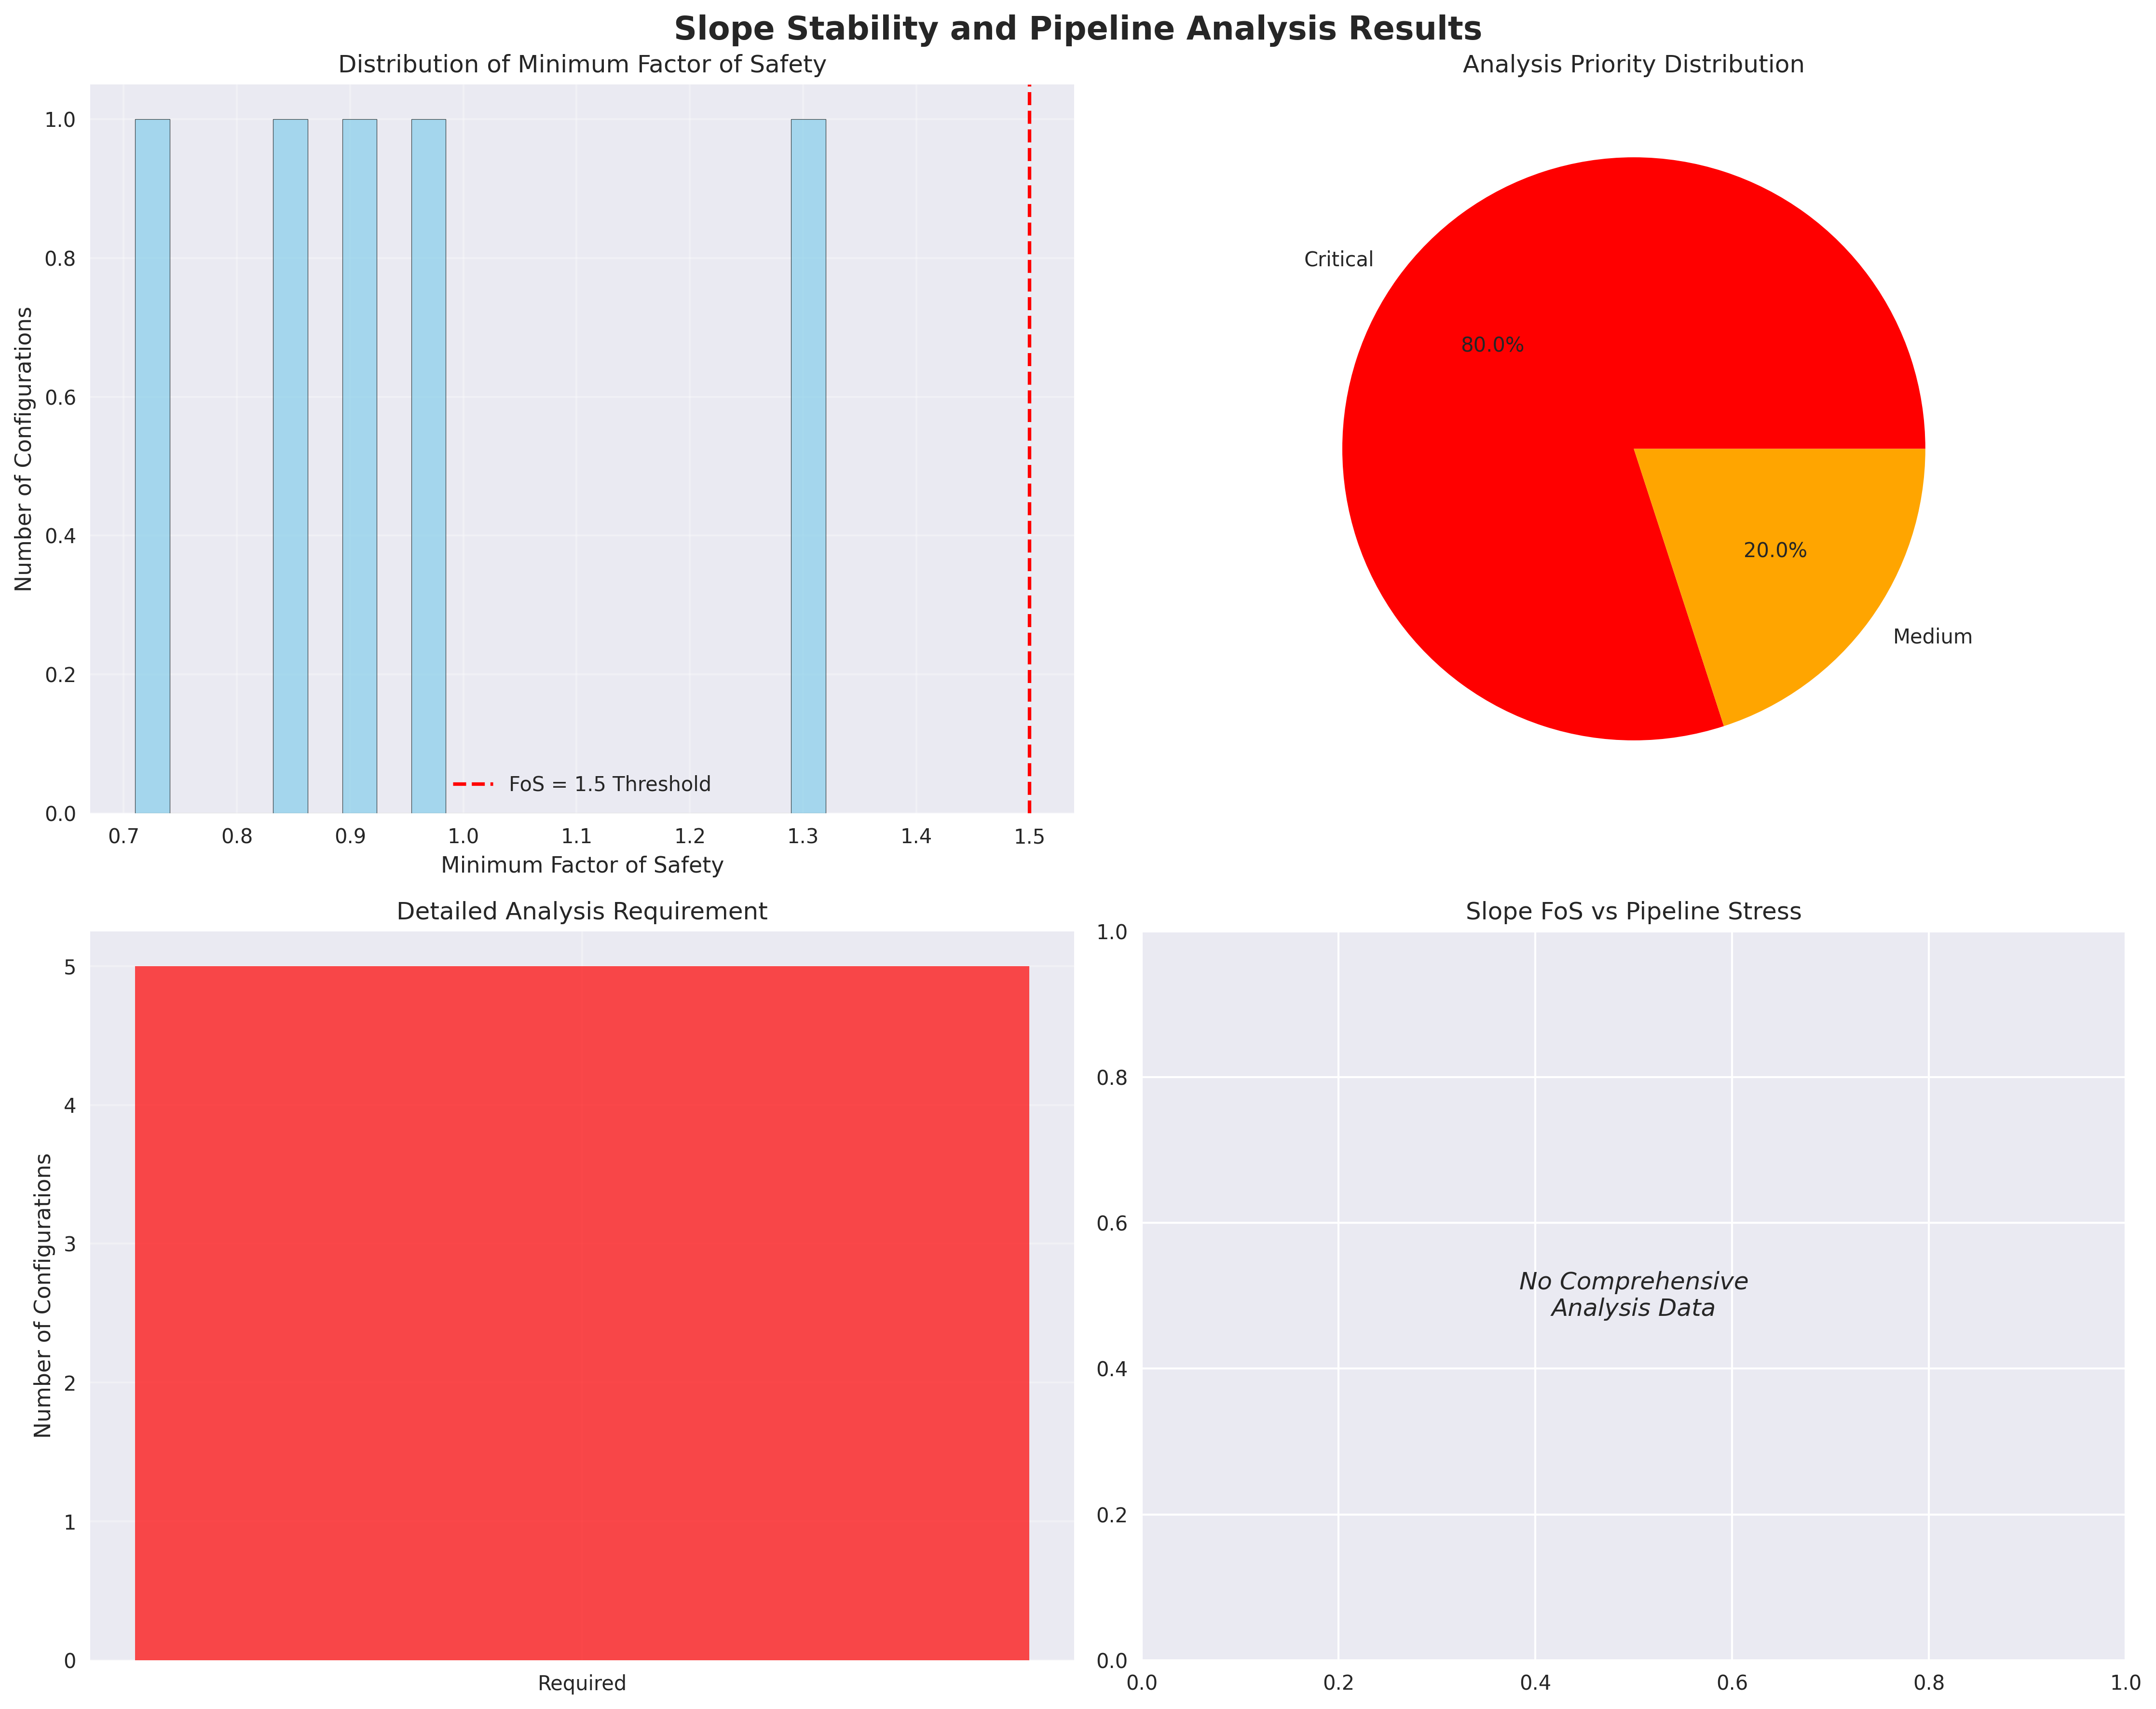 Slope Stability and Pipeline Analysis Results
Distribution of Minimum Factor of Safety
1.0
0.8
0.6
0.4
0.2
0.0
Number of Configurations
FoS = 1.5 Threshold
0.7 0.8 0.9 1.0 1.1 1.2 1.3 1.4 1.5
Minimum Factor of Safety
Analysis Priority Distribution
Critical
80.0%
20.0%
Medium
Detailed Analysis Requirement
5
4
3
2
1
0
Number of Configurations
Required
Slope FoS vs Pipeline Stress
1.0
0.8
0.6
0.4
0.2
0.0
No Comprehensive
Analysis Data
0.0 0.2 0.4 0.6 0.8 1.0